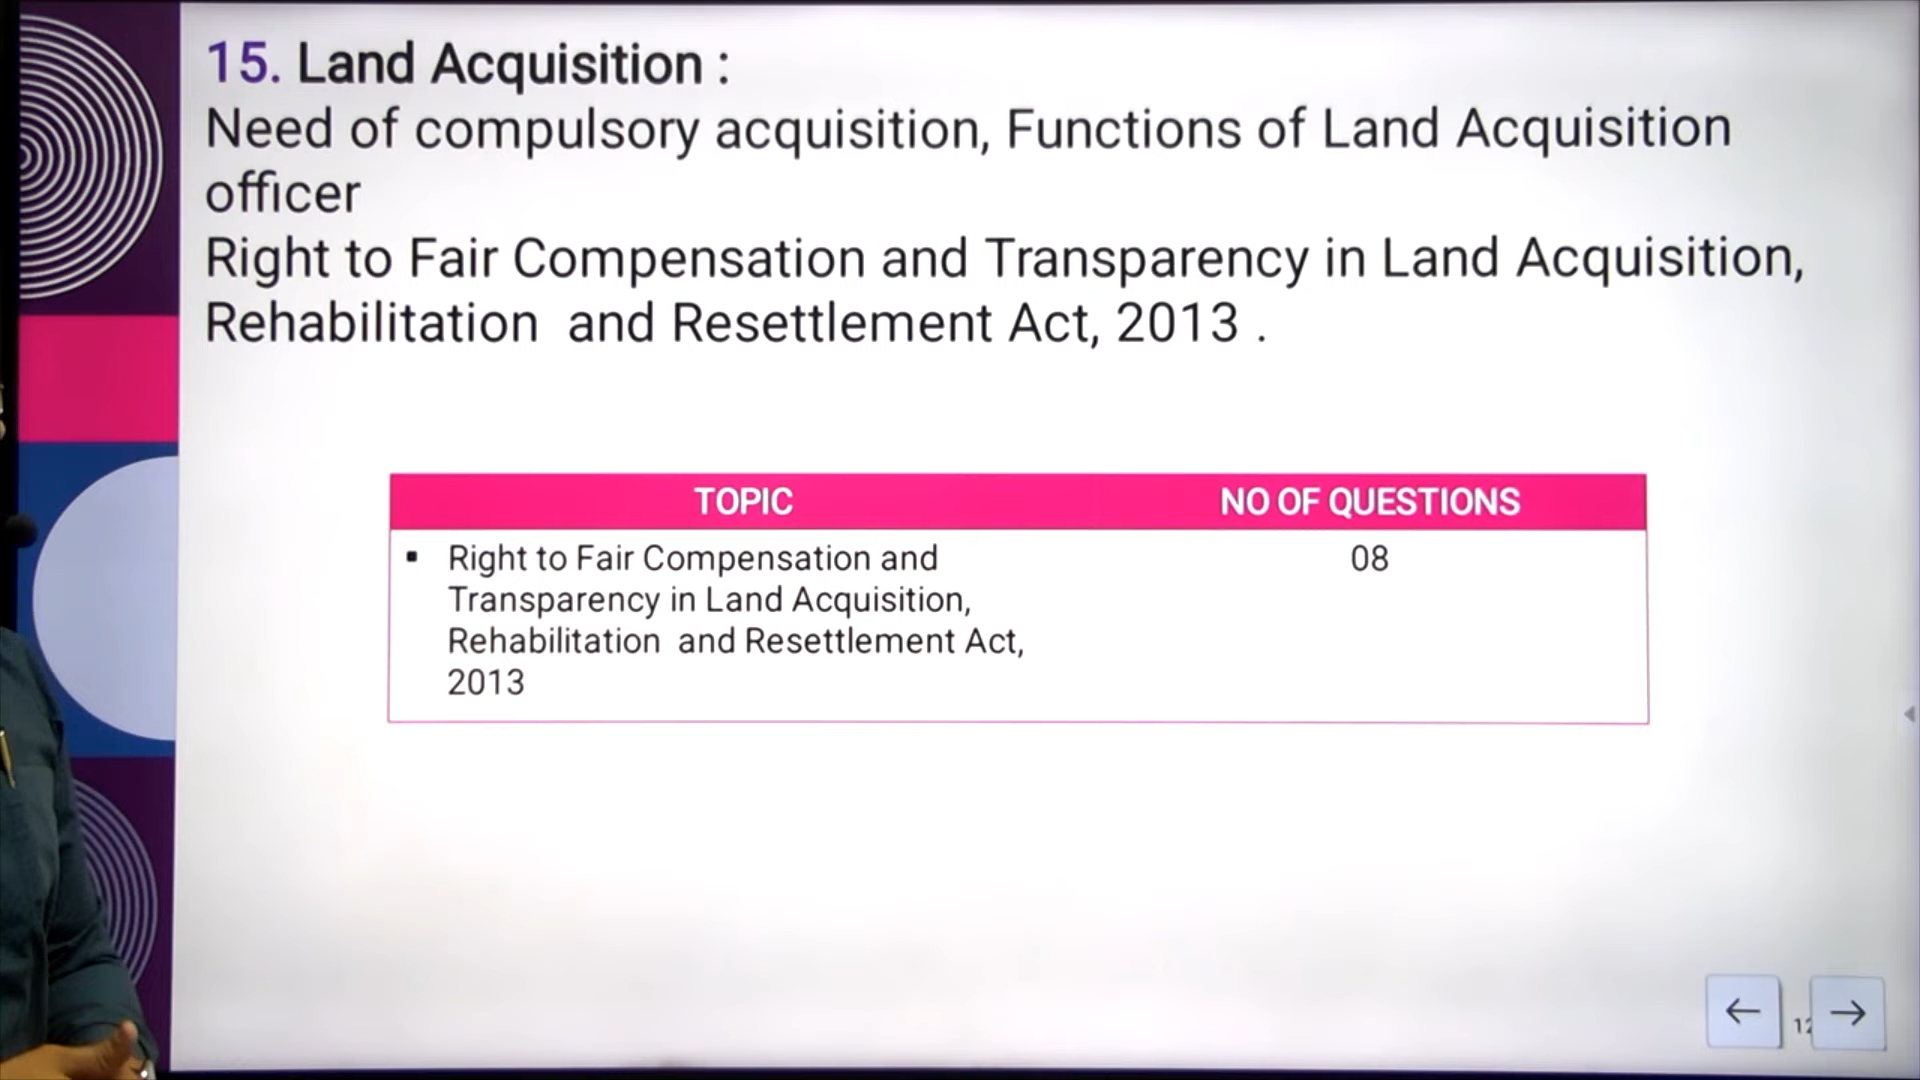 15. Land Acquisition :
Need of compulsory acquisition, Functions of Land Acquisition
officer
Right to Fair Compensation and Transparency in Land Acquisition,
Rehabilitation and Resettlement Act, 2013 .
TOPIC NO OF QUESTIONS
▪ Right to Fair Compensation and 08
Transparency in Land Acquisition,
Rehabilitation and Resettlement Act,
2013